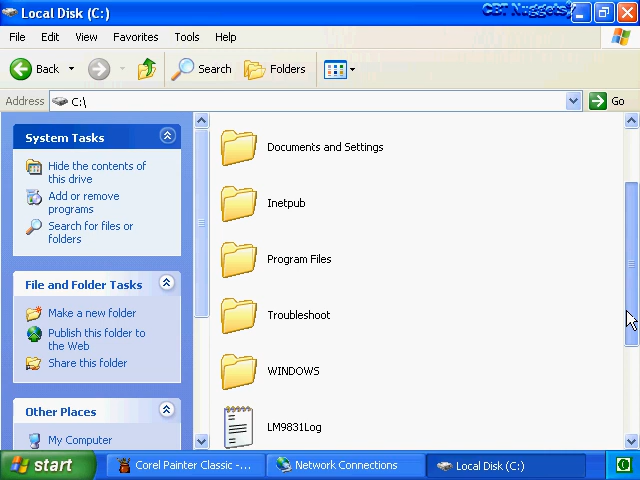 Local Disk (C:)
CBT Nuggets
File Edit View Favorites Tools Help
Back Search Folders
Address C:\ Go
System Tasks
Hide the contents of
this drive
Add or remove
programs
Search for files or
folders
File and Folder Tasks
Make a new folder
Publish this folder to
the Web
Share this folder
Other Places
My Computer
Documents and Settings
Inetpub
Program Files
Troubleshoot
WINDOWS
LM9831Log
start
Corel Painter Classic -...
Network Connections
Local Disk (C:)